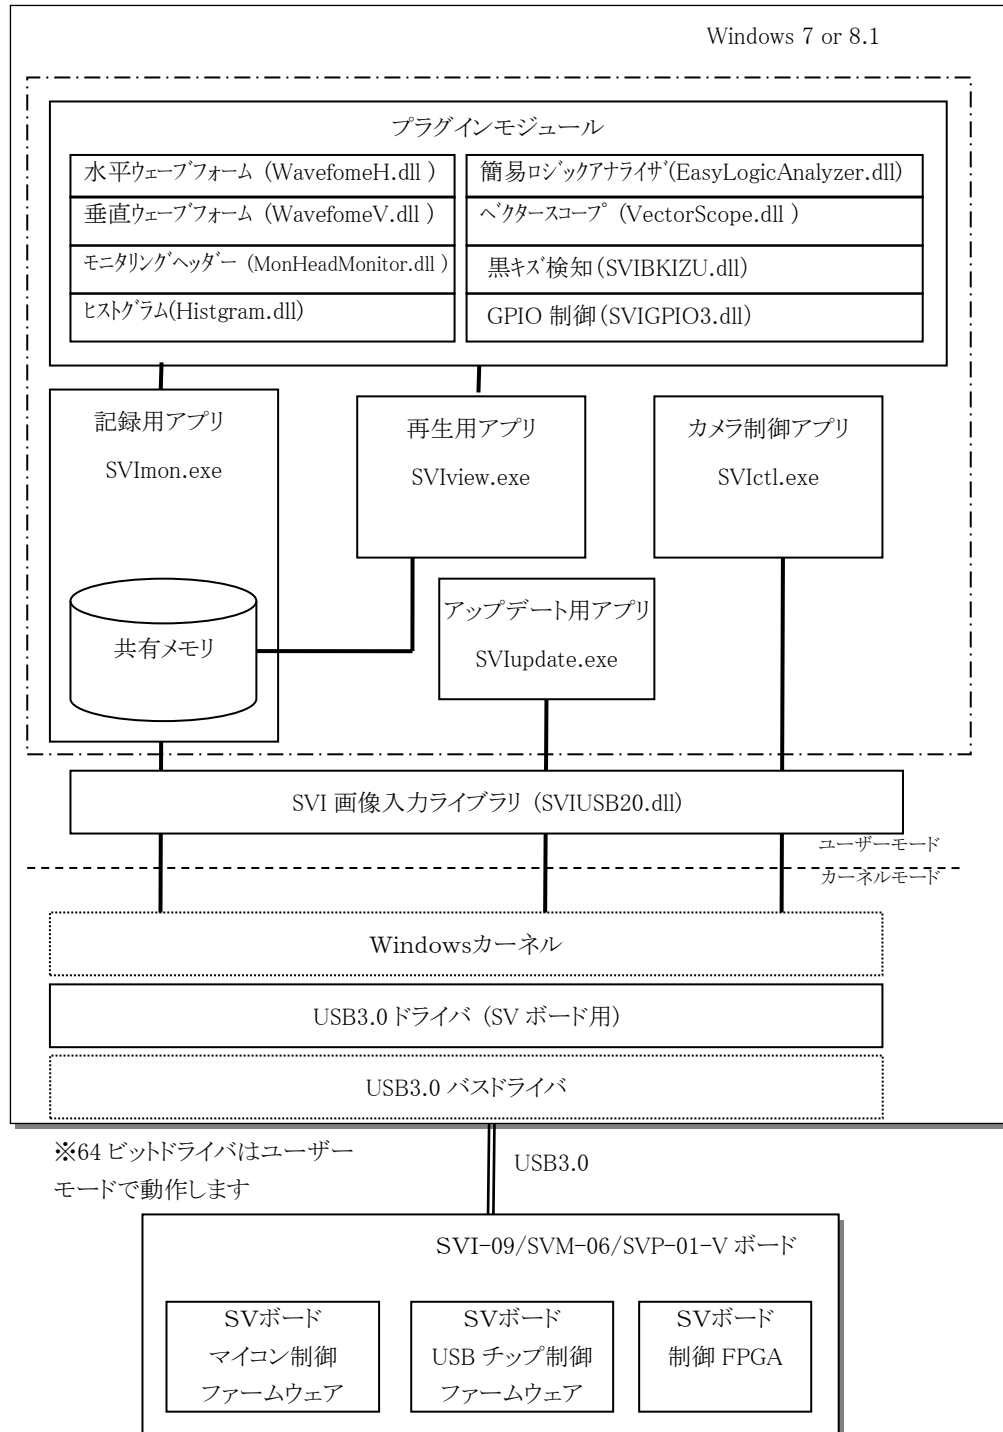 Windows 7 or 8.1
プラグインモジュール
水平ウェーブフォーム (WavefomeH.dll )
垂直ウェーブフォーム (WavefomeV.dll )
モニタリングヘッダー (MonHeadMonitor.dll )
ヒストグラム(Histgram.dll)
簡易ロジックアナライザ(EasyLogicAnalyzer.dll)
ベクタースコープ (VectorScope.dll )
黒キズ検知(SVIBKIZU.dll)
GPIO 制御(SVIGPIO3.dll)
記録用アプリ
SVImon.exe
再生用アプリ
SVIview.exe
カメラ制御アプリ
SVIctl.exe
共有メモリ
アップデート用アプリ
SVIupdate.exe
SVI 画像入力ライブラリ (SVIUSB20.dll)
ユーザーモード
カーネルモード
Windowsカーネル
USB3.0 ドライバ (SV ボード用)
USB3.0 バスドライバ
※64 ビットドライバはユーザー
モードで動作します
USB3.0
SVI-09/SVM-06/SVP-01-V ボード
SVボード
マイコン制御
ファームウェア
SVボード
USB チップ制御
ファームウェア
SVボード
制御 FPGA